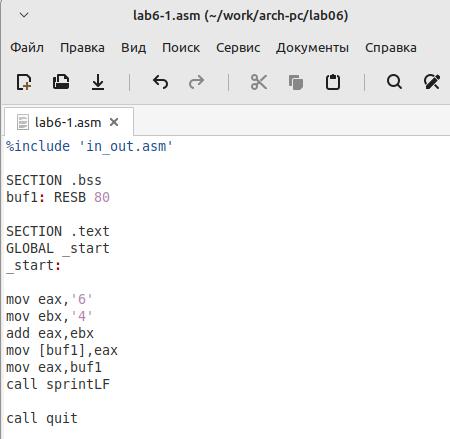 lab6-1.asm (~/work/arch-pc/lab06)
Файл Правка Вид Поиск Сервис Документы Справка
lab6-1.asm
%include 'in_out.asm'
SECTION .bss
buf1: RESB 80
SECTION .text
GLOBAL _start
_start:
mov eax,'6'
mov ebx,'4'
add eax,ebx
mov [buf1],eax
mov eax,buf1
call sprintLF
call quit